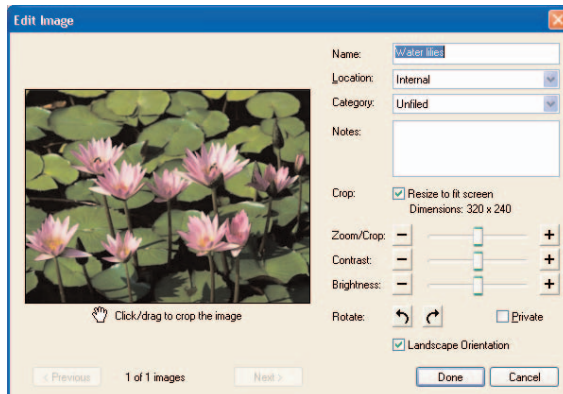 Edit Image
Name: Water lilies
Location: Internal
Category: Unfiled
Notes:
Crop: Resize to fit screen
Dimensions: 320 x 240
Zoom/Crop:
Contrast:
Brightness:
Click/drag to crop the image
Rotate: Private
Landscape Orientation
< Previous 1 of 1 images Next > Done Cancel